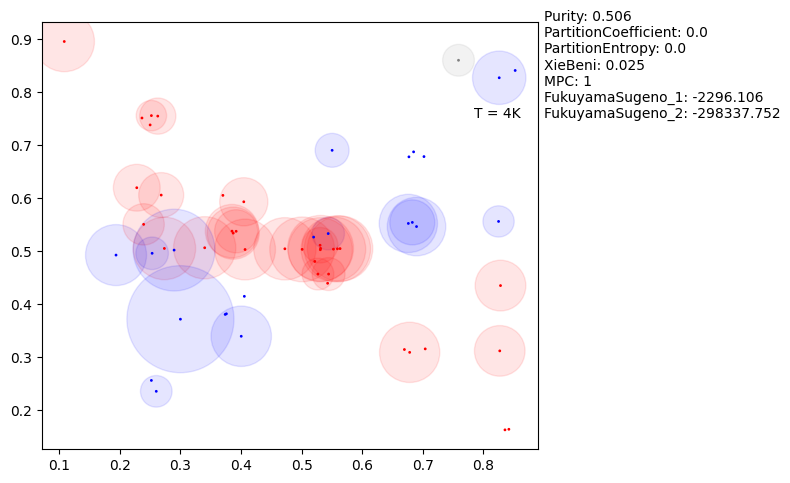 Purity: 0.506
PartitionCoefficient: 0.0
PartitionEntropy: 0.0
XieBeni: 0.025
MPC: 1
FukuyamaSugeno_1: -2296.106
FukuyamaSugeno_2: -298337.752
T = 4K
0.9
0.8
0.7
0.6
0.5
0.4
0.3
0.2
0.1 0.2 0.3 0.4 0.5 0.6 0.7 0.8